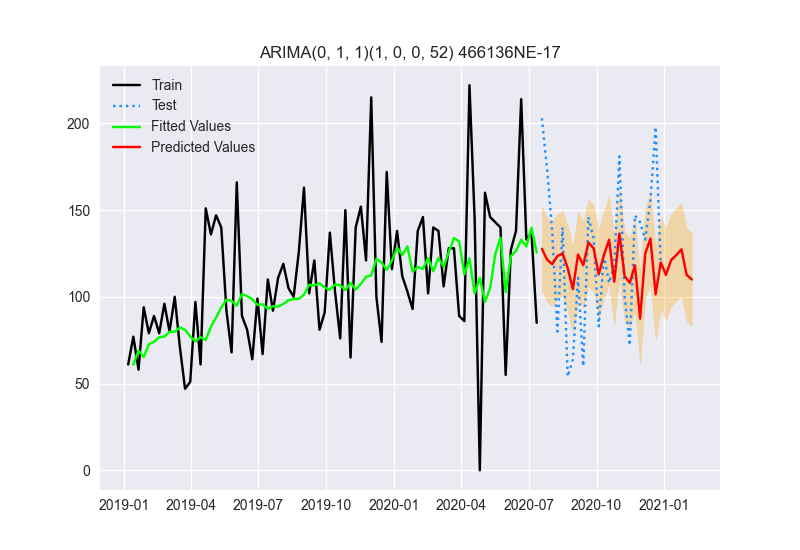 ARIMA(0, 1, 1)(1, 0, 0, 52) 466136NE-17
Train
Test
Fitted Values
Predicted Values
200
150
100
50
0
2019-01 2019-04 2019-07 2019-10 2020-01 2020-04 2020-07 2020-10 2021-01